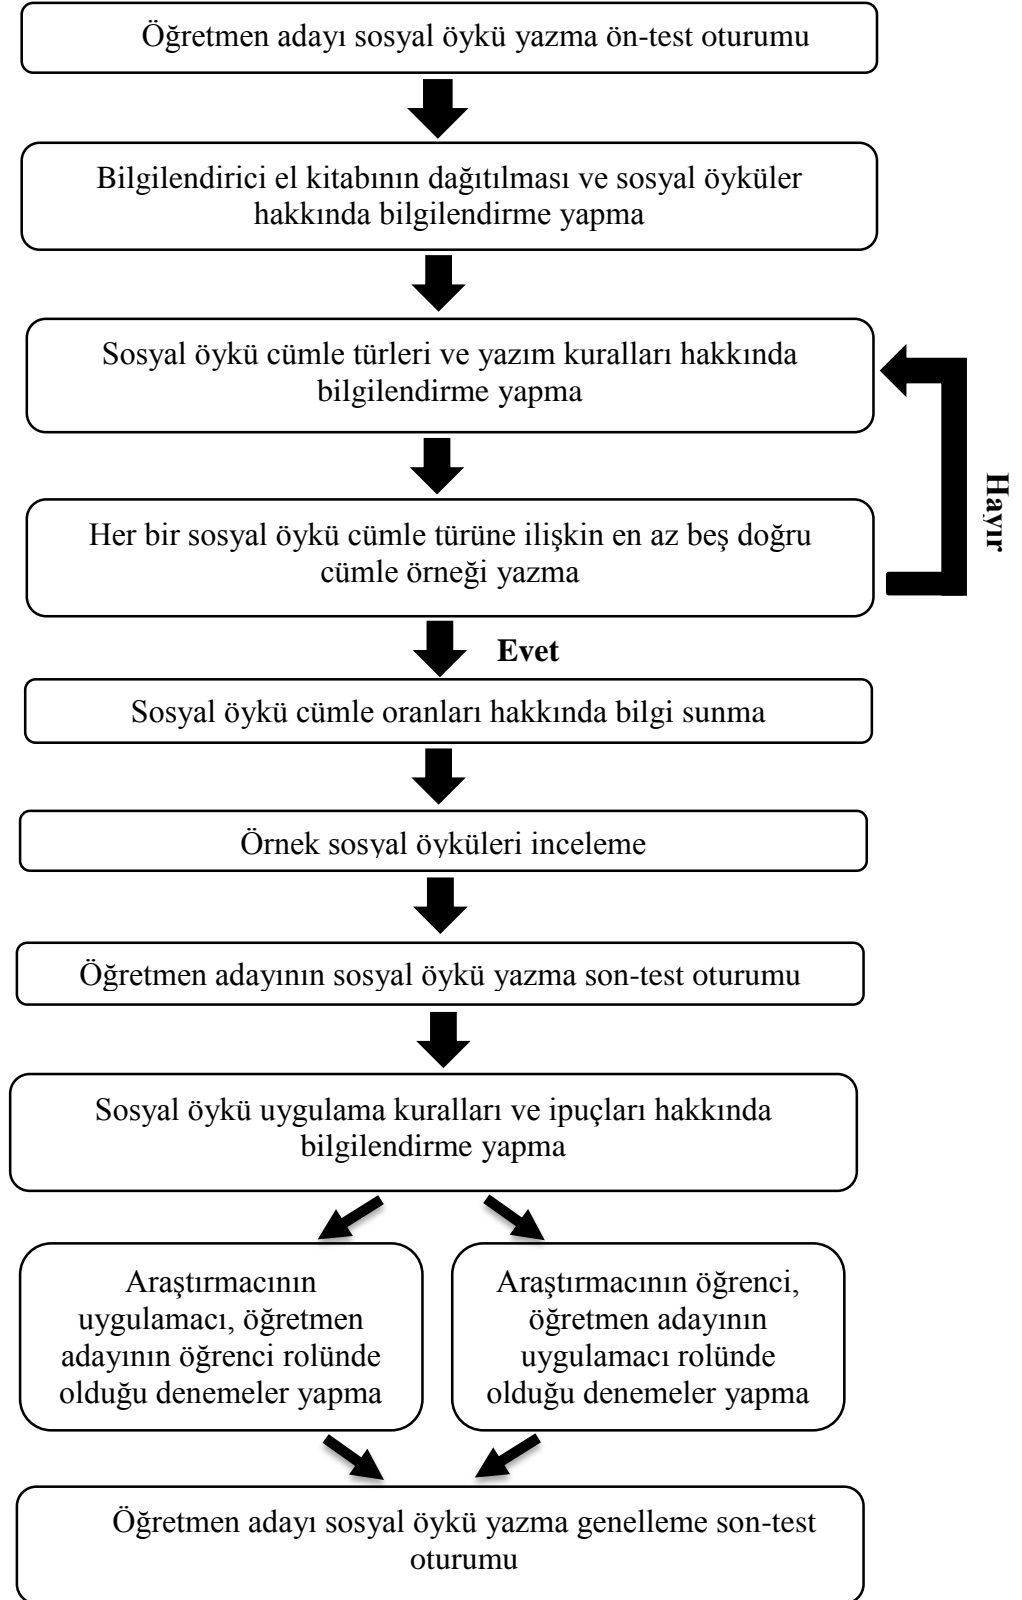 Öğretmen adayı sosyal öykü yazma ön-test oturumu
Bilgilendirici el kitabının dağıtılması ve sosyal öyküler
hakkında bilgilendirme yapma
Sosyal öykü cümle türleri ve yazım kuralları hakkında
bilgilendirme yapma
Hayır
Her bir sosyal öykü cümle türüne ilişkin en az beş doğru
cümle örneği yazma
Evet
Sosyal öykü cümle oranları hakkında bilgi sunma
Örnek sosyal öyküleri inceleme
Öğretmen adayının sosyal öykü yazma son-test oturumu
Sosyal öykü uygulama kuralları ve ipuçları hakkında
bilgilendirme yapma
Araştırmacının
uygulamacı, öğretmen
adayının öğrenci rolünde
olduğu denemeler yapma
Araştırmacının öğrenci,
öğretmen adayının
uygulamacı rolünde
olduğu denemeler yapma
Öğretmen adayı sosyal öykü yazma genelleme son-test
oturumu